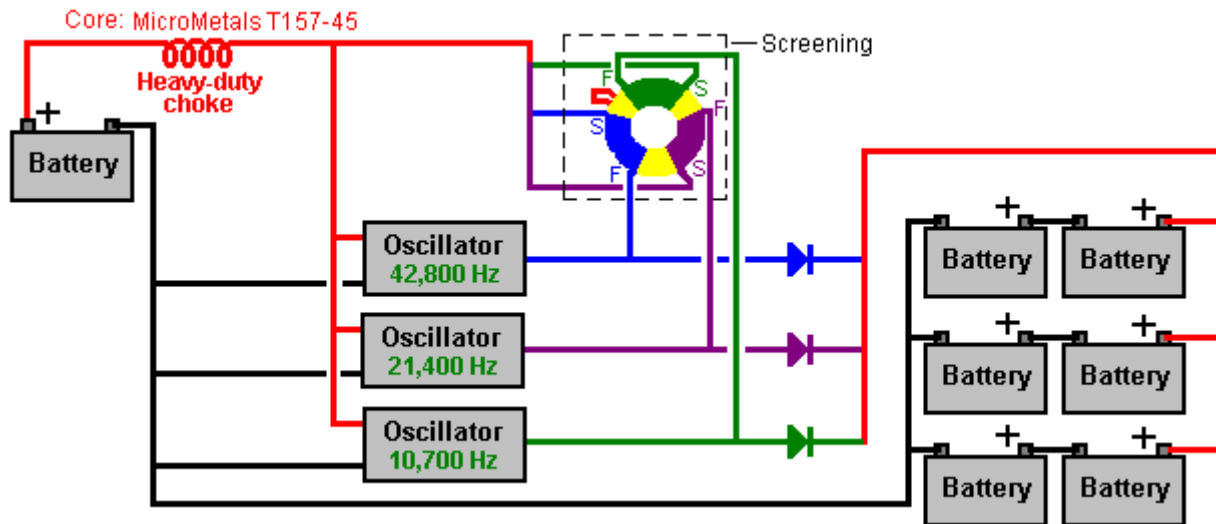 Core: MicroMetals T157-45
Heavy-duty
choke
Screening
F
S
S
F
F
S
+
Battery
Oscillator
42,800 Hz
Oscillator
21,400 Hz
Oscillator
10,700 Hz
+
+
Battery
Battery
+
+
Battery
Battery
+
+
Battery
Battery